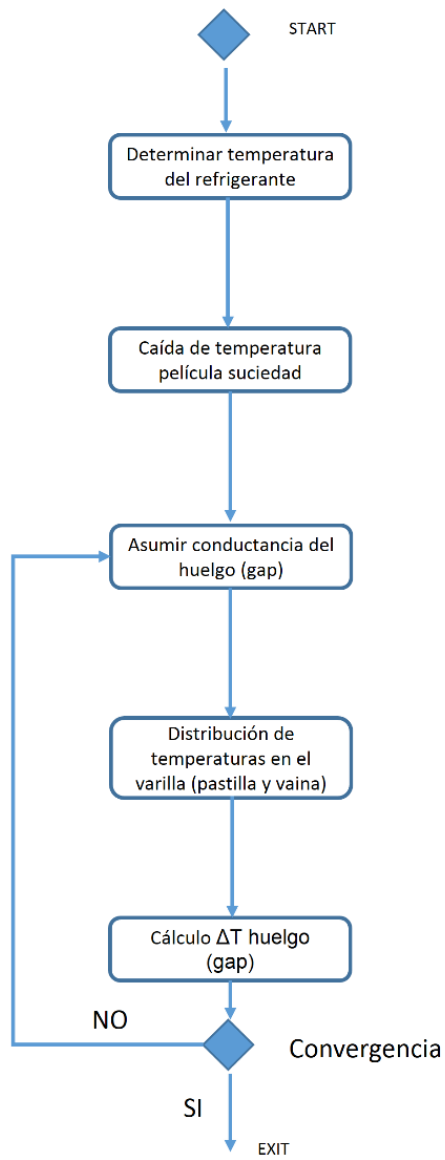 START
Determinar temperatura
del refrigerante
Caída de temperatura
película suciedad
Asumir conductancia del
huelgo (gap)
Distribución de
temperaturas en el
varilla (pastilla y vaina)
Cálculo ΔT huelgo
(gap)
NO
Convergencia
SI
EXIT